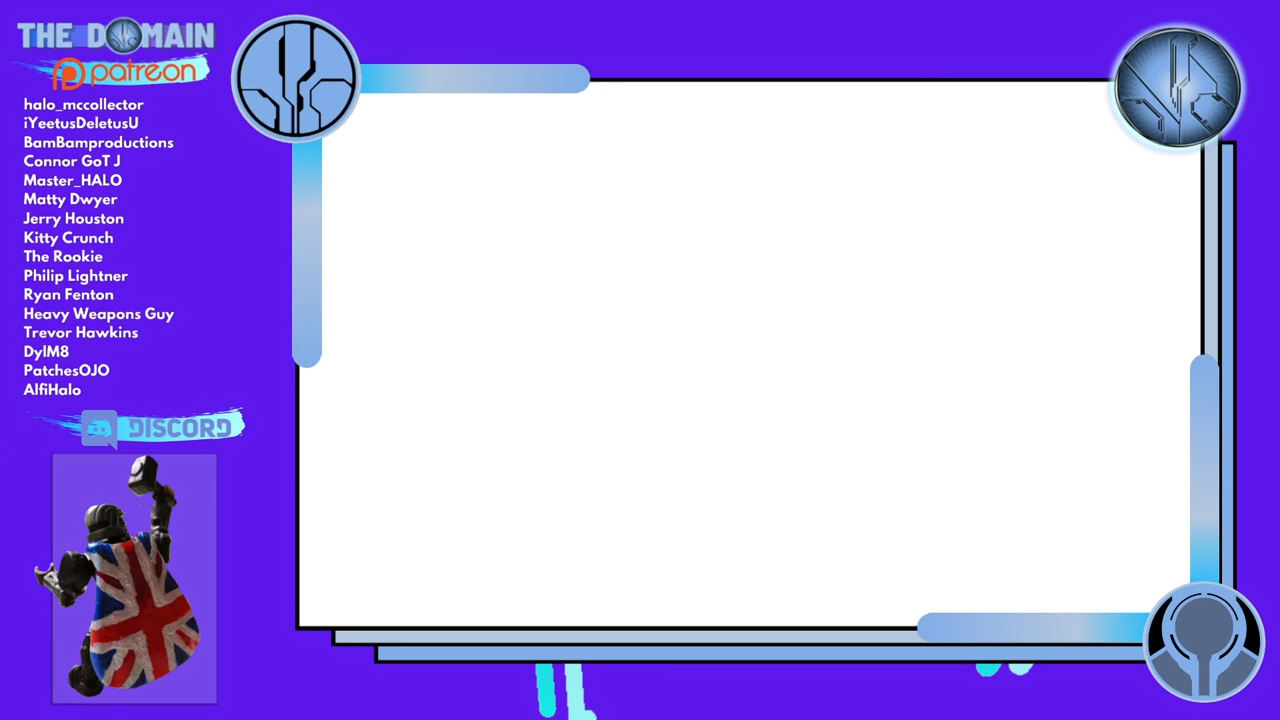 THE DOMAIN
patreon
halo_mccollector
iYeetusDeletusU
BamBamproductions
Connor GoT J
Master_HALO
Matty Dwyer
Jerry Houston
Kitty Crunch
The Rookie
Philip Lightner
Ryan Fenton
Heavy Weapons Guy
Trevor Hawkins
DylM8
PatchesOJO
AlfiHalo
DISCORD